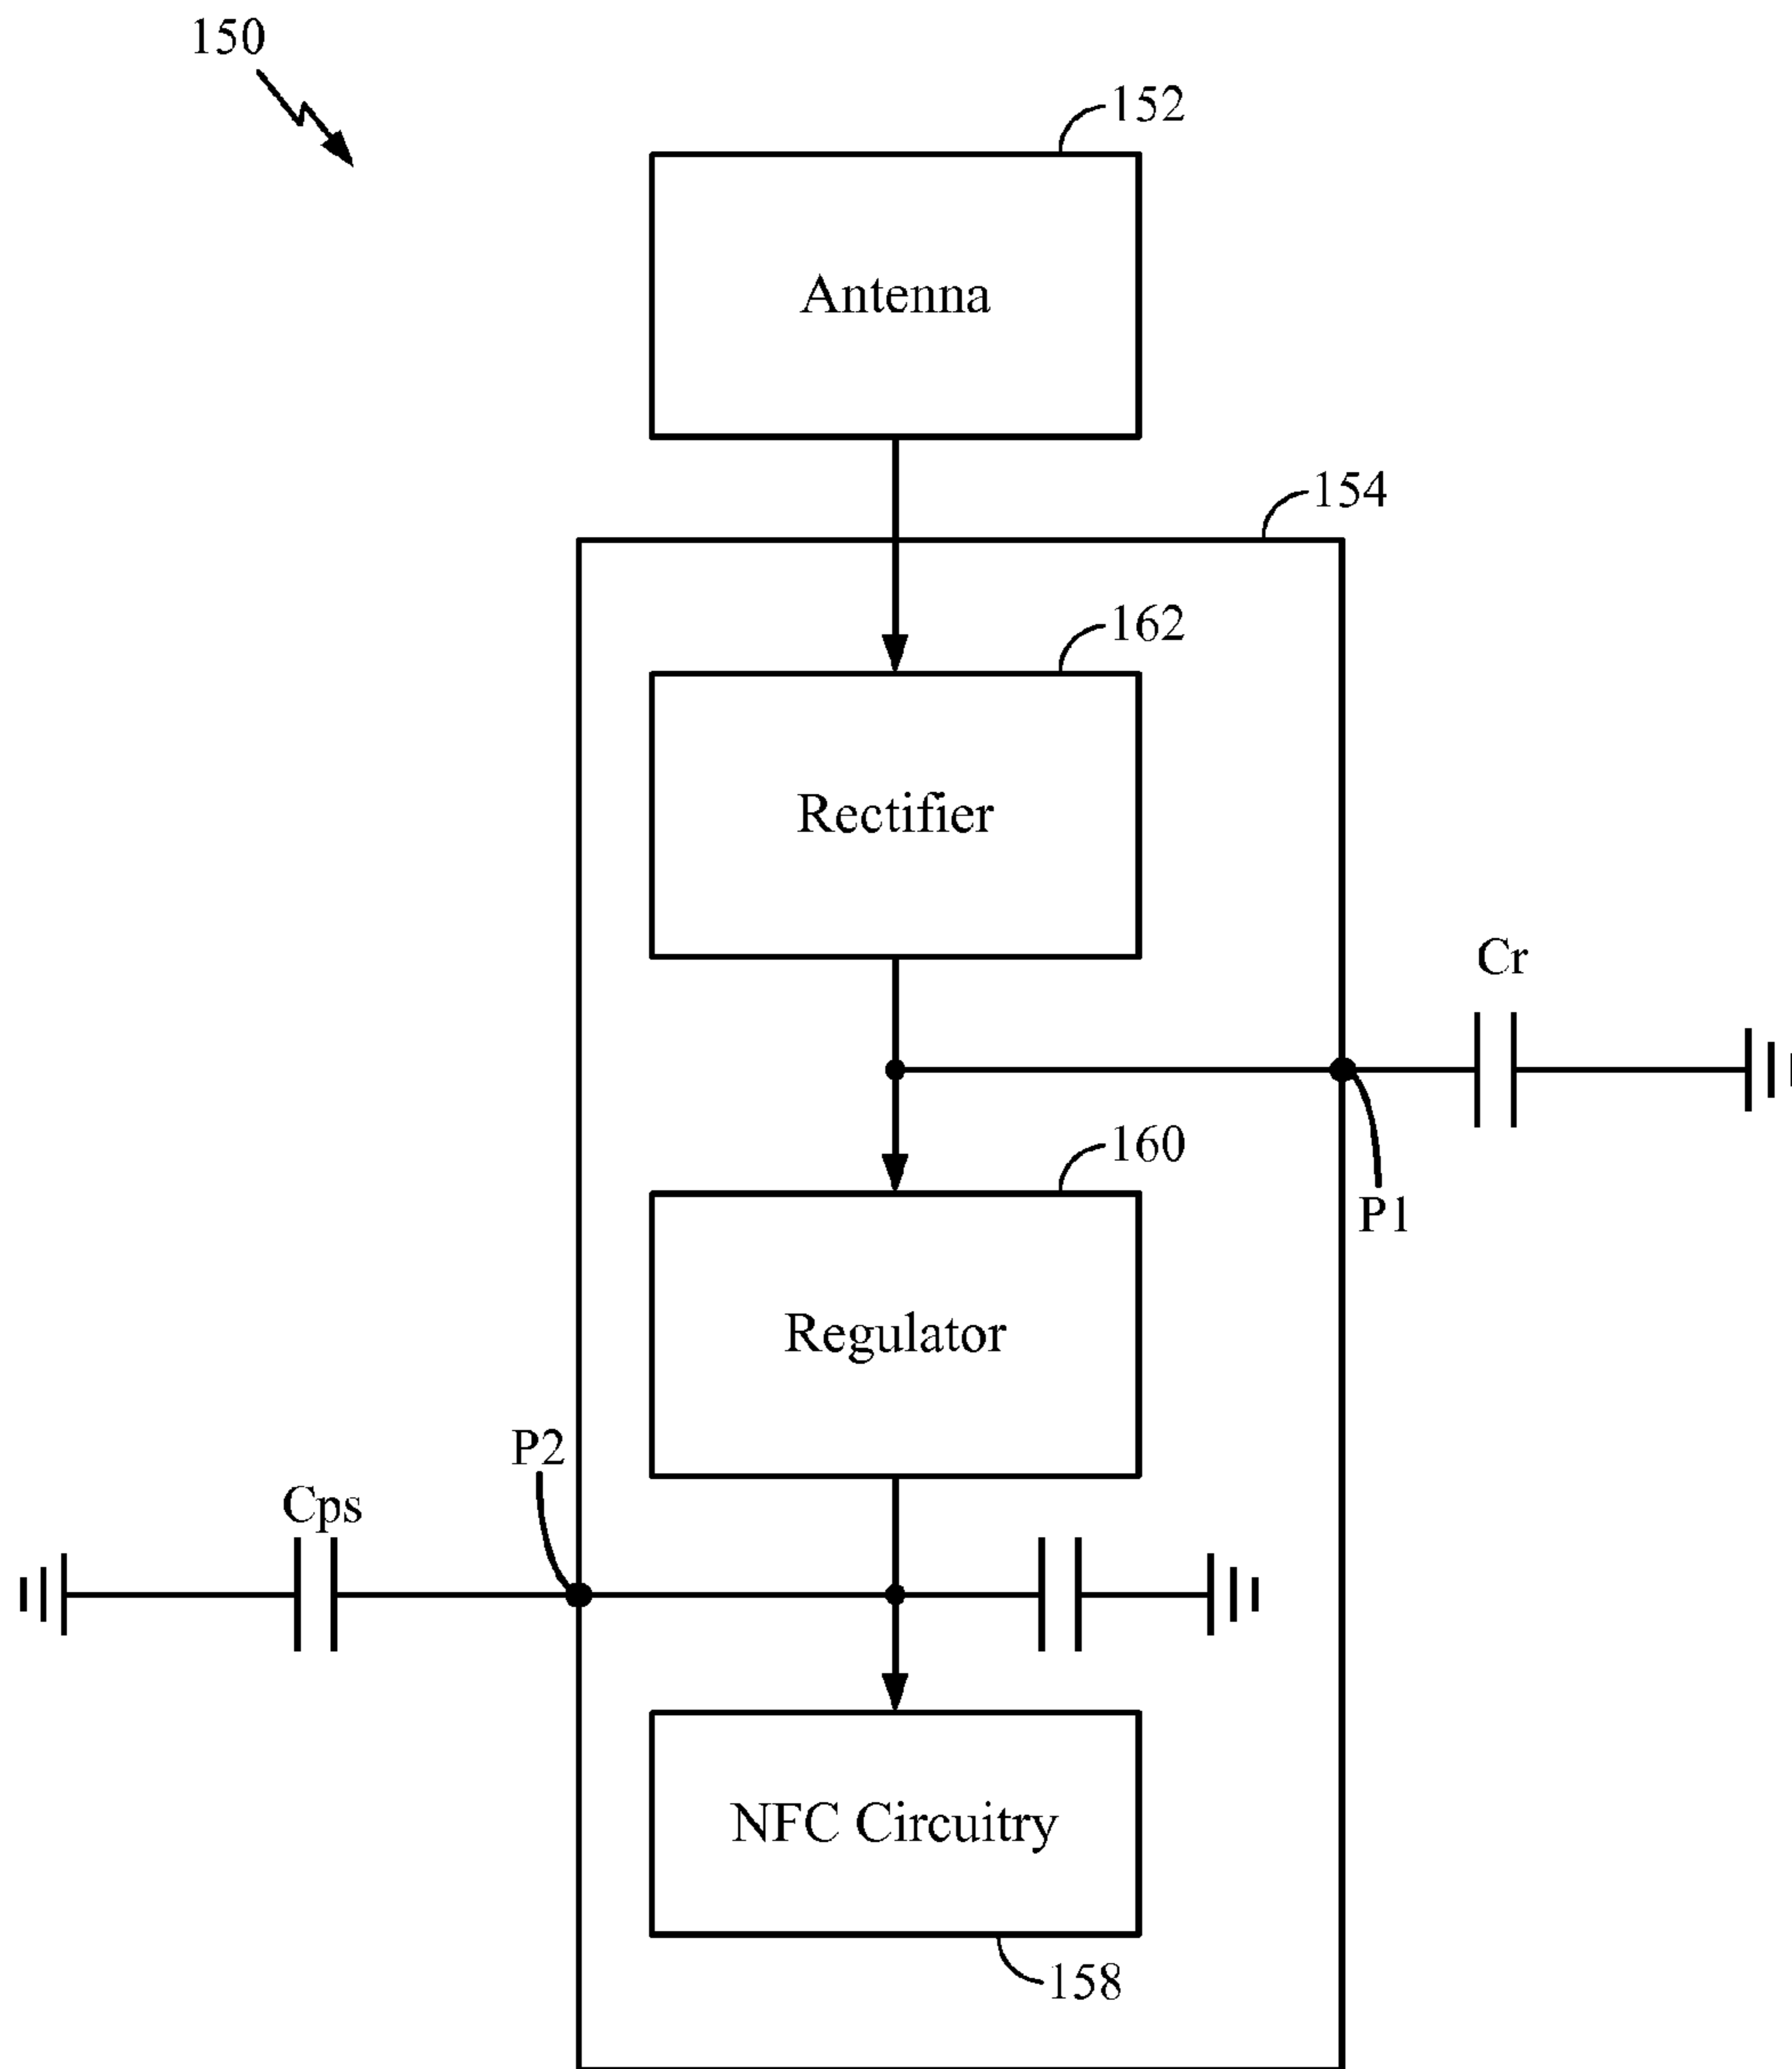 150
152
Antenna
154
162
Rectifier
Cr
160
P1
Regulator
P2
Cps
NFC Circuitry
158